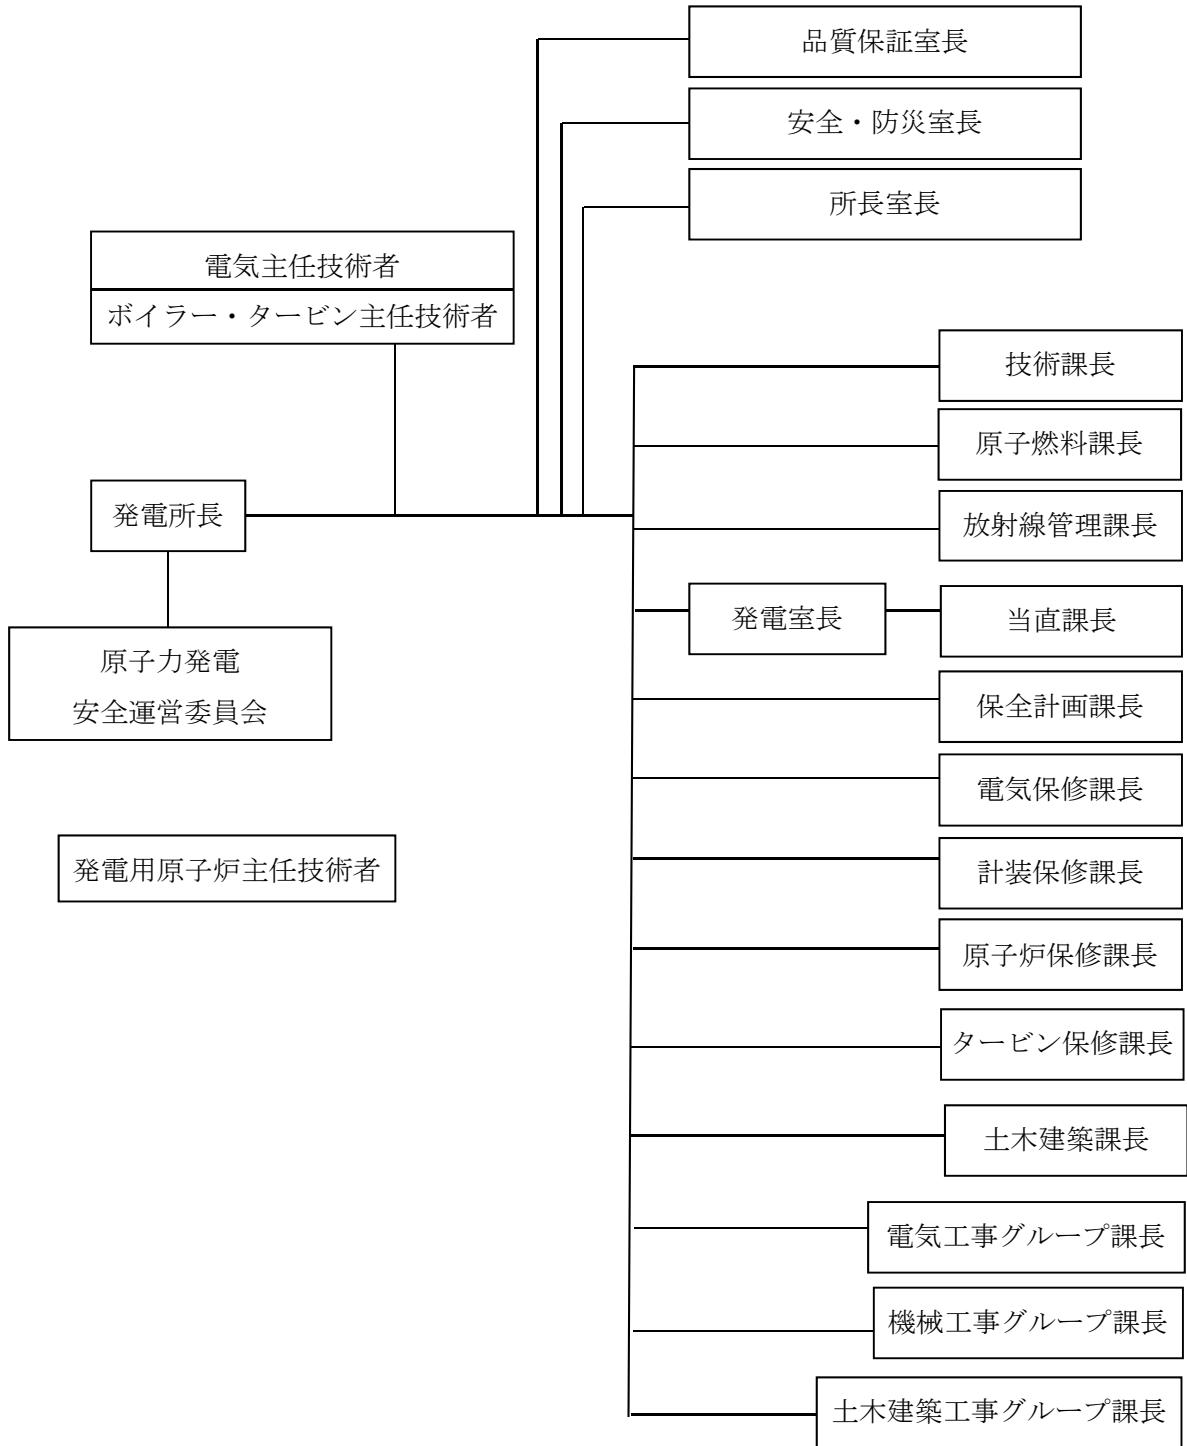 品質保証室長
安全・防災室長
所長室長
電気主任技術者
ボイラー・タービン主任技術者
技術課長
原子燃料課長
発電所長
放射線管理課長
発電室長
当直課長
原子力発電
安全運営委員会
保全計画課長
電気保修課長
発電用原子炉主任技術者
計装保修課長
原子炉保修課長
タービン保修課長
土木建築課長
電気工事グループ課長
機械工事グループ課長
土木建築工事グループ課長